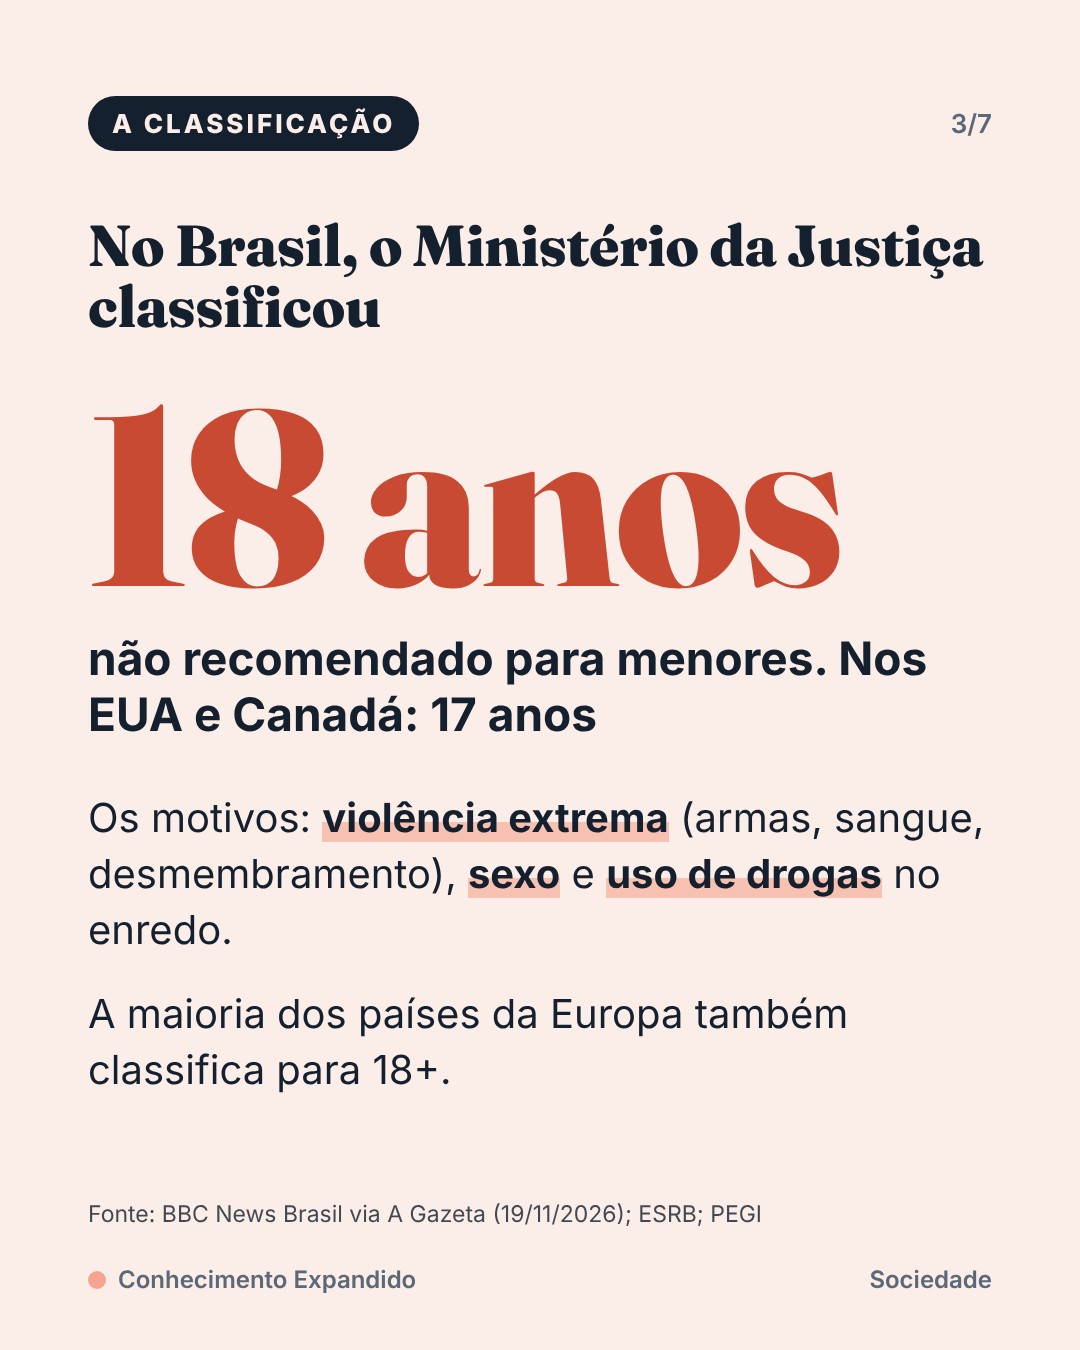 A CLASSIFICAÇÃO
3/7
No Brasil, o Ministério da Justiça
classificou
18 anos
não recomendado para menores. Nos
EUA e Canadá: 17 anos
Os motivos: violência extrema (armas, sangue,
desmembramento), sexo e uso de drogas no
enredo.
A maioria dos países da Europa também
classifica para 18+.
Fonte: BBC News Brasil via A Gazeta (19/11/2026); ESRB; PEGI
Conhecimento Expandido
Sociedade